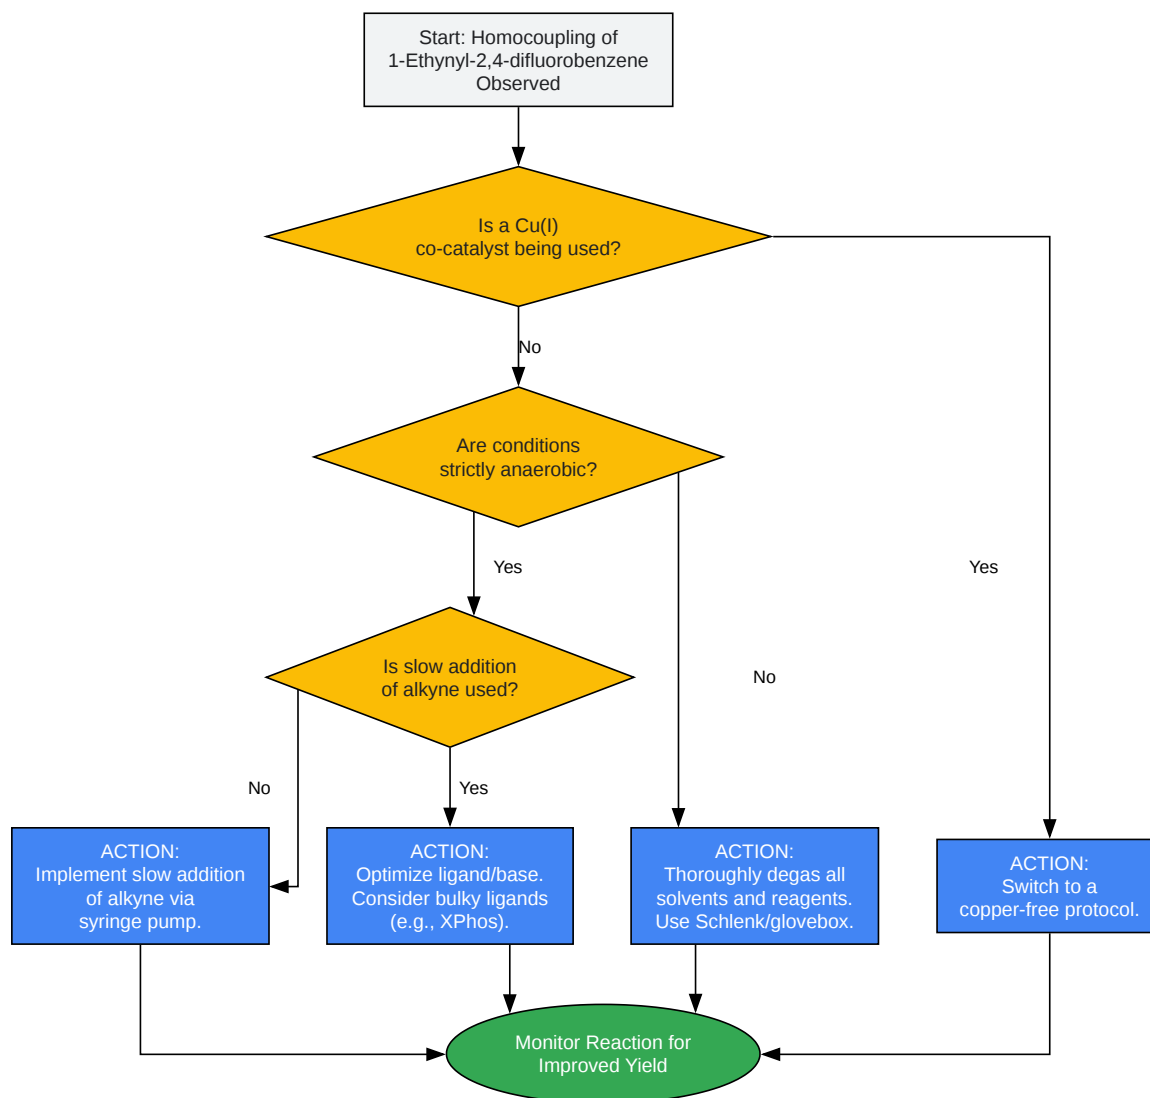 Start: Homocoupling of
1-Ethynyl-2,4-difluorobenzene
Observed
Is a Cu(I)
co-catalyst being used?
No
Are conditions
strictly anaerobic?
Yes
Yes
Is slow addition
of alkyne used?
No
No
Yes
ACTION:
Implement slow addition
of alkyne via
syringe pump.
ACTION:
Optimize ligand/base.
Consider bulky ligands
(e.g., XPhos).
ACTION:
Thoroughly degas all
solvents and reagents.
Use Schlenk/glovebox.
ACTION:
Switch to a
copper-free protocol.
Monitor Reaction for
Improved Yield